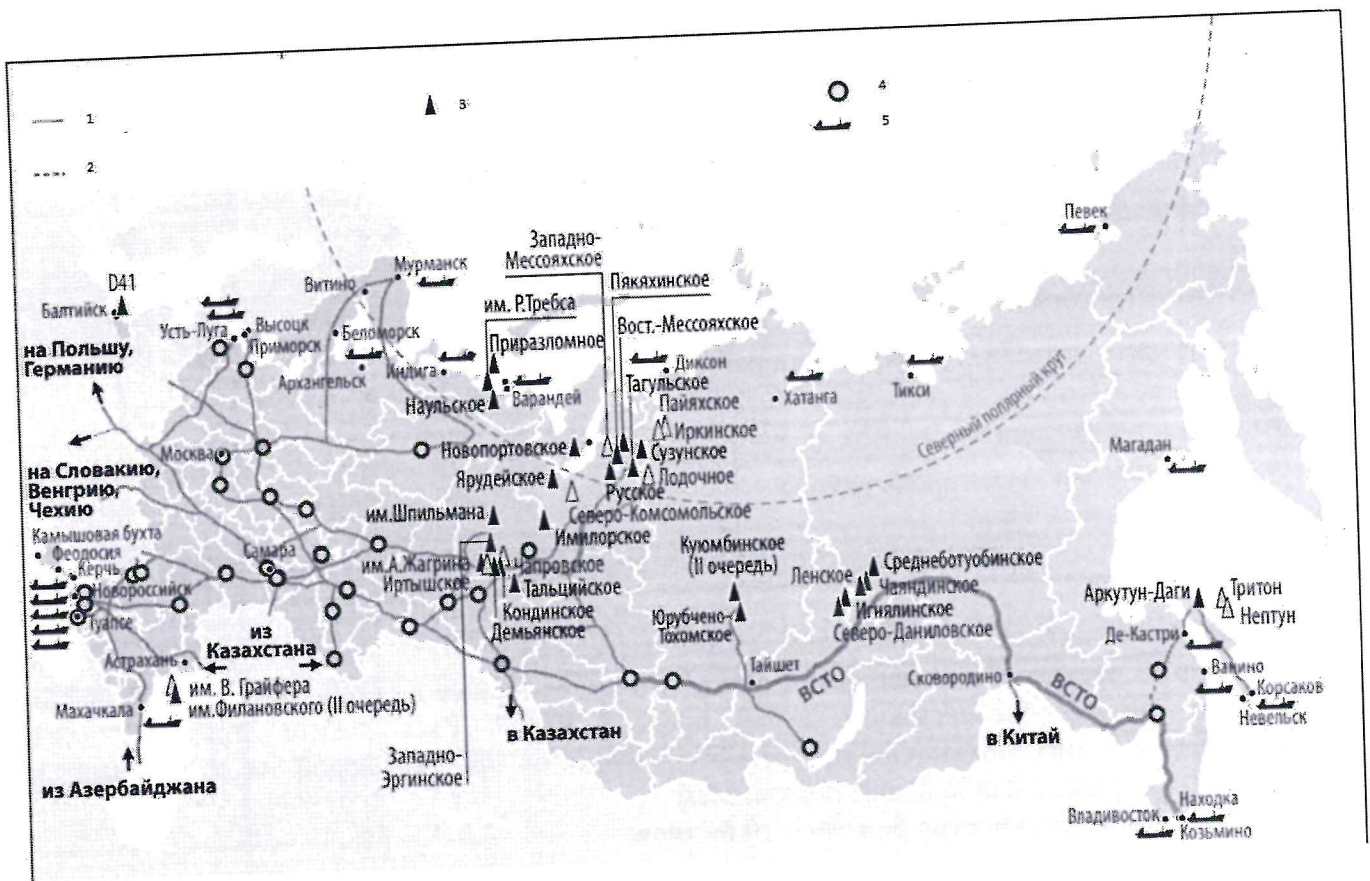 1
2
3
4
5
Певек
Западно-
Мессояхское
Мурманск
Витино
Пякяхинское
D41
Балтийск
им. Р.Требса
Усть-Луга
Высоцк
Приморск
Беломорск
Вост.-Мессояхское
Приразломное
на Польшу,
Германию
Архангельск
Индига
Диксон
Тагульское
Варандей
Наульское
Хатанга
Тикси
Пайяхское
Иркинское
Северный полярный круг
Москва
Новопортовское
Сузунское
Магадан
на Словакию,
Венгрию,
Чехию
Ярудейское
Русское
Лодочное
им.Шпильмана
Северо-Комсомольское
Имилорское
Камышовая бухта
Феодосия
Керчь
Новороссийск
Туапсе
Самара
им.А.Жагрина
Иртышское
Чапровское
Тальцийское
Кондинское
Демьянское
Куюмбинское
(II очередь)
Юрубчено-
Тохомское
Среднеботуобинское
Ленское
Чаяндинское
Игнялинское
Северо-Даниловское
Аркутун-Даги
Тритон
Нептун
Де-Кастри
из
Казахстана
Астрахань
им. В. Грайфера
им.Филановского (II очередь)
Махачкала
Тайшет
ВСТО
Сковородино
ВСТО
Ванино
Корсаков
Невельск
в Казахстан
в Китай
Западно-
Эргинское
из Азербайджана
Владивосток
Находка
Козьмино